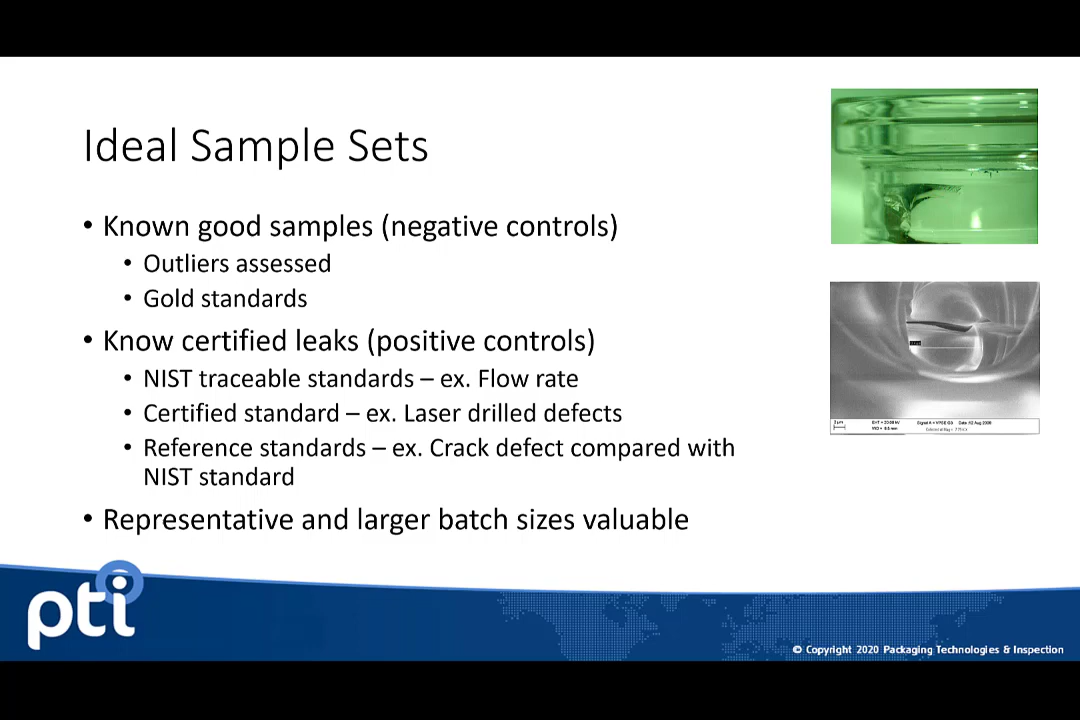 Ideal Sample Sets
• Known good samples (negative controls)
• Outliers assessed
• Gold standards
• Know certified leaks (positive controls)
• NIST traceable standards – ex. Flow rate
• Certified standard – ex. Laser drilled defects
• Reference standards – ex. Crack defect compared with
NIST standard
• Representative and larger batch sizes valuable
pti
© Copyright 2020 Packaging Technologies & Inspection